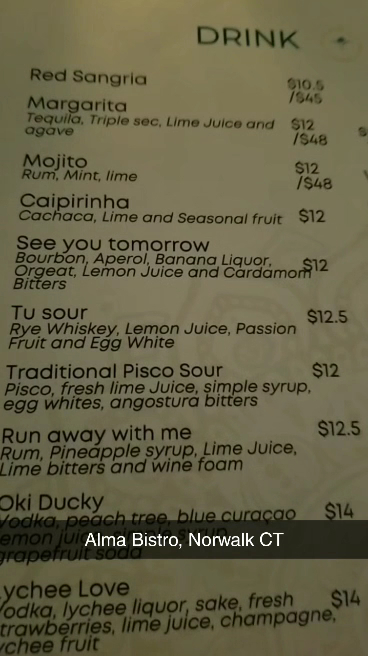 DRINK
Red Sangria $10.5
/$45
Margarita
Tequila, Triple sec, Lime Juice and $12
agave /$48
Mojito $12
Rum, Mint, lime /$48
Caipirinha
Cachaca, Lime and Seasonal fruit $12
See you tomorrow
Bourbon, Aperol, Banana Liquor, $12
Orgeat, Lemon Juice and Cardamom
Bitters
Tu sour $12.5
Rye Whiskey, Lemon Juice, Passion
Fruit and Egg White
Traditional Pisco Sour $12
Pisco, fresh lime Juice, simple syrup,
egg whites, angostura bitters
Run away with me $12.5
Rum, Pineapple syrup, Lime Juice,
Lime bitters and wine foam
Oki Ducky $14
Vodka, peach tree, blue curaçao
emon juic simple syrup
grapefruit soda
Alma Bistro, Norwalk CT
ychee Love $14
odka, lychee liquor, sake, fresh
trawberries, lime juice, champagne,
ychee fruit